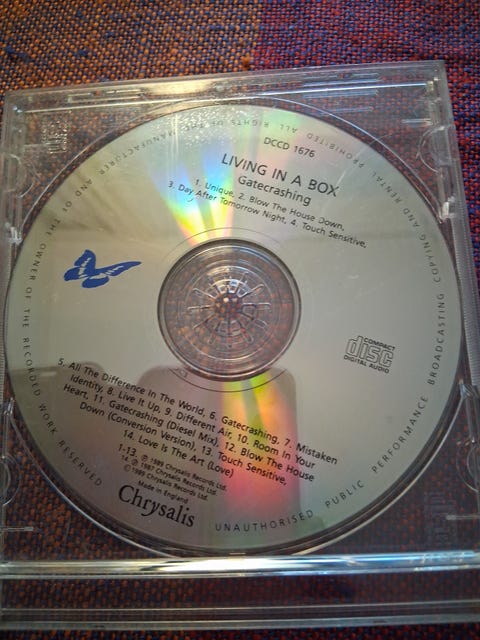 DCCD 1676
LIVING IN A BOX
Gatecrashing
1. Unique, 2. Blow The House Down,
3. Day After Tomorrow Night, 4. Touch Sensitive,
COMPACT
disc
DIGITAL AUDIO
5. All The Difference In The World, 6. Gatecrashing, 7. Mistaken
Identity, 8. Live It Up, 9. Different Air, 10. Room In Your
Heart, 11. Gatecrashing (Diesel Mix), 12. Blow The House
Down (Conversion Version), 13. Touch Sensitive,
14. Love Is The Art (Love)
1-13. ℗ 1989 Chrysalis Records Ltd.
14. ℗ 1987 Chrysalis Records Ltd.
© 1989 Chrysalis Records Ltd.
Made in England
Chrysalis
ALL RIGHTS OF THE MANUFACTURER AND OF THE OWNER OF THE RECORDED WORK RESERVED
UNAUTHORISED PUBLIC PERFORMANCE BROADCASTING COPYING AND RENTAL PROHIBITED